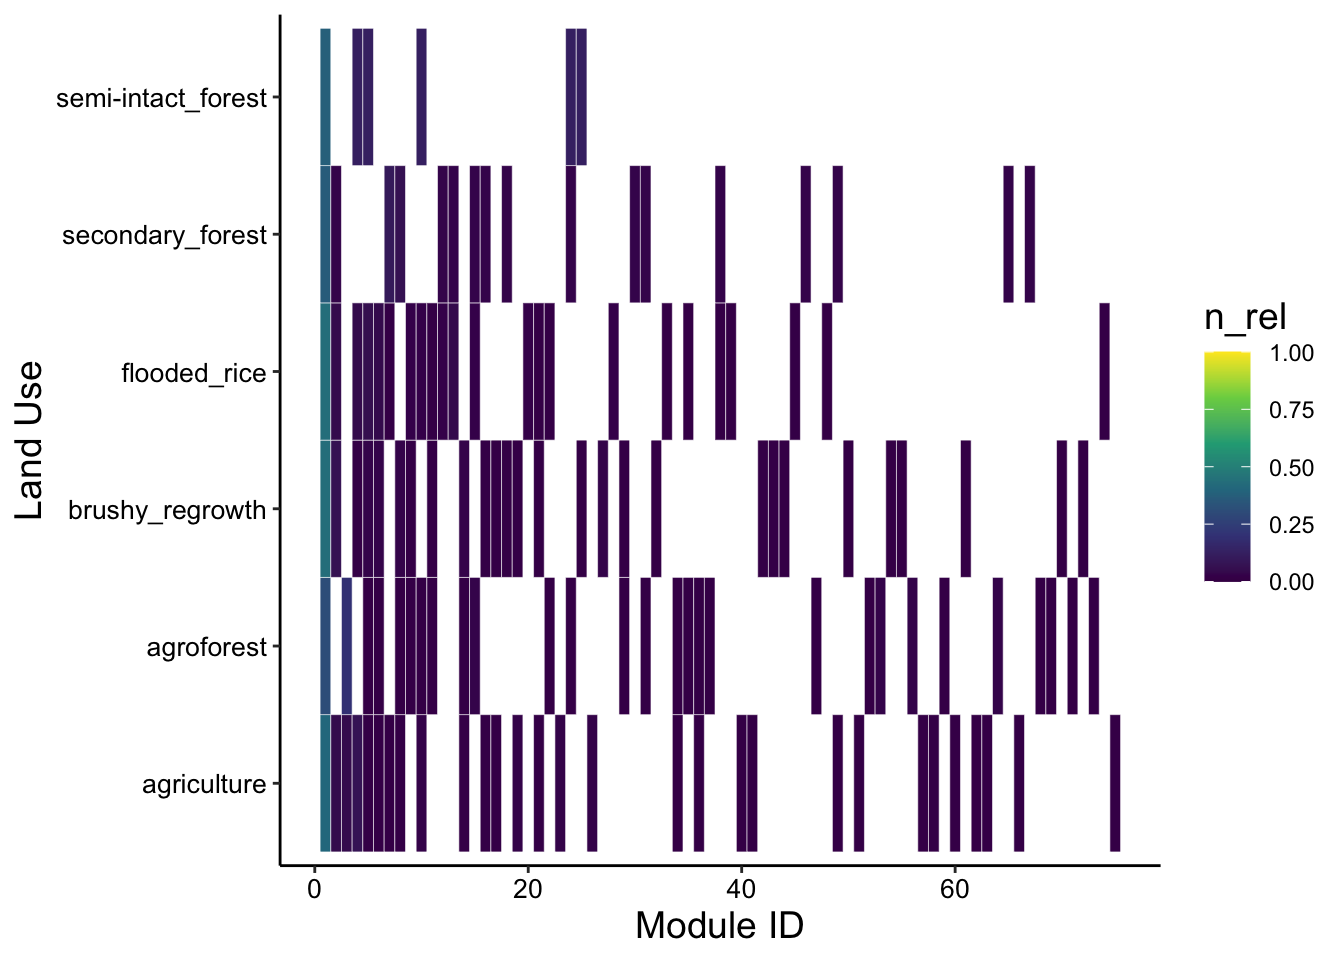 semi-intact_forest
secondary_forest
flooded_rice
brushy_regrowth
agroforest
agriculture
Land Use
0 20 40 60
Module ID
n_rel
1.00
0.75
0.50
0.25
0.00